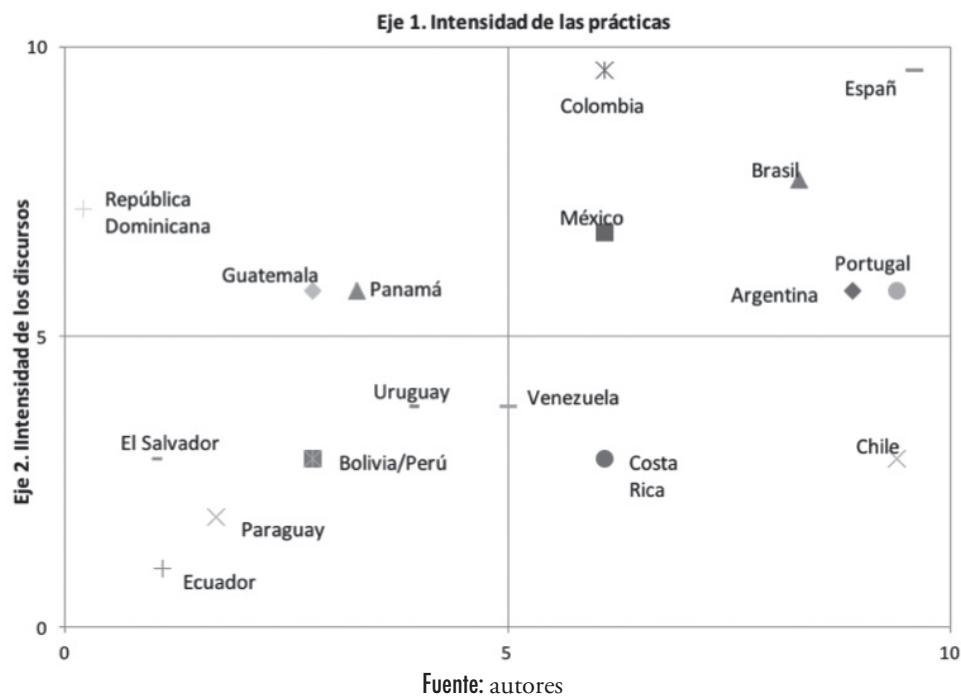 Eje 1. Intensidad de las prácticas
10
Españ
Colombia
Brasil
República
Dominicana
México
Portugal
Guatemala
Panamá
Argentina
Eje 2. IIntensidad de los discursos
5
Uruguay
Venezuela
El Salvador
Chile
Bolivia/Perú
Costa
Rica
Paraguay
Ecuador
0
0
5
10
Fuente: autores